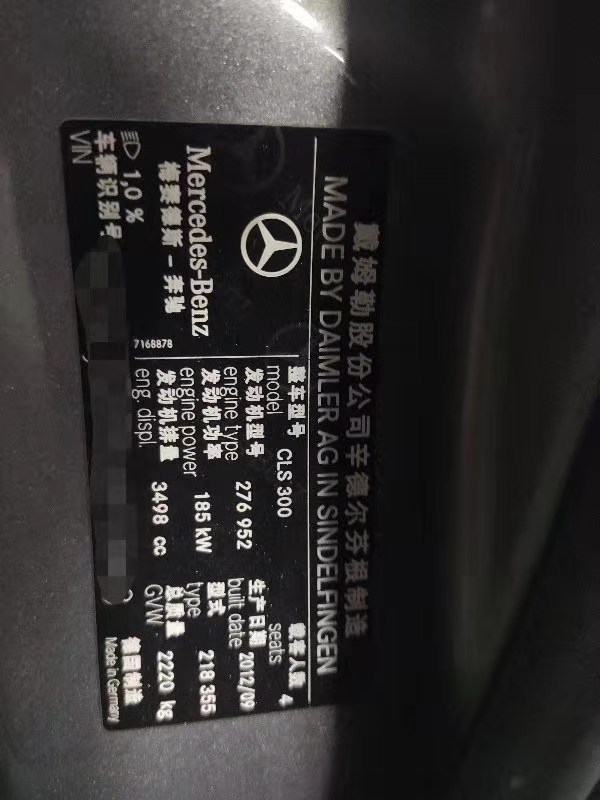 戴姆勒股份公司辛德尔芬根制造
MADE BY DAIMLER AG IN SINDELFINGEN
Mercedes-Benz
梅赛德斯-奔驰
1,0 %
车辆识别号
VIN
7168878
整车型号 CLS 300
model
发动机型号 276 952
engine type
发动机功率 185 kW
engine power
发动机排量 3498 cc
eng. displ.
乘客人数 4
seats
生产日期 2012/09
built date
型式 218 355
type
总质量 2220 kg
GVW
德国制造
Made in Germany